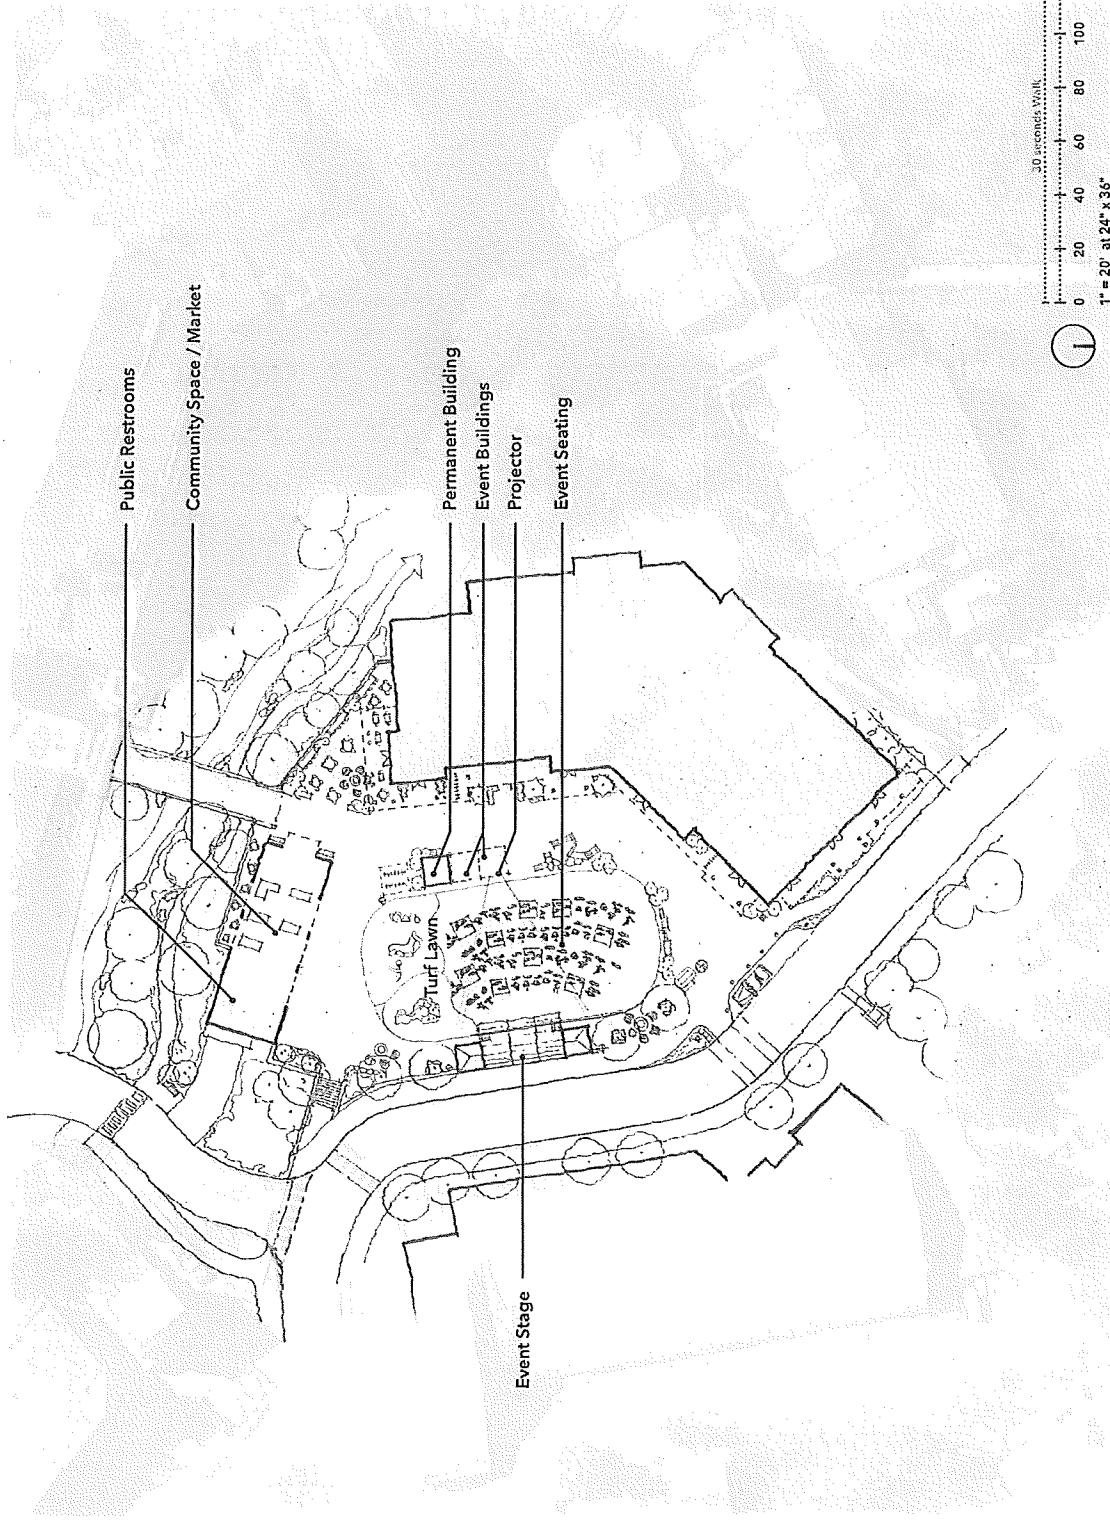 Public Restrooms
Community Space / Market
Permanent Building
Event Buildings
Projector
Event Seating
Turf Lawn
Event Stage
30 seconds Walk
0 20 40 60 80 100
1" = 20' at 24" x 36"